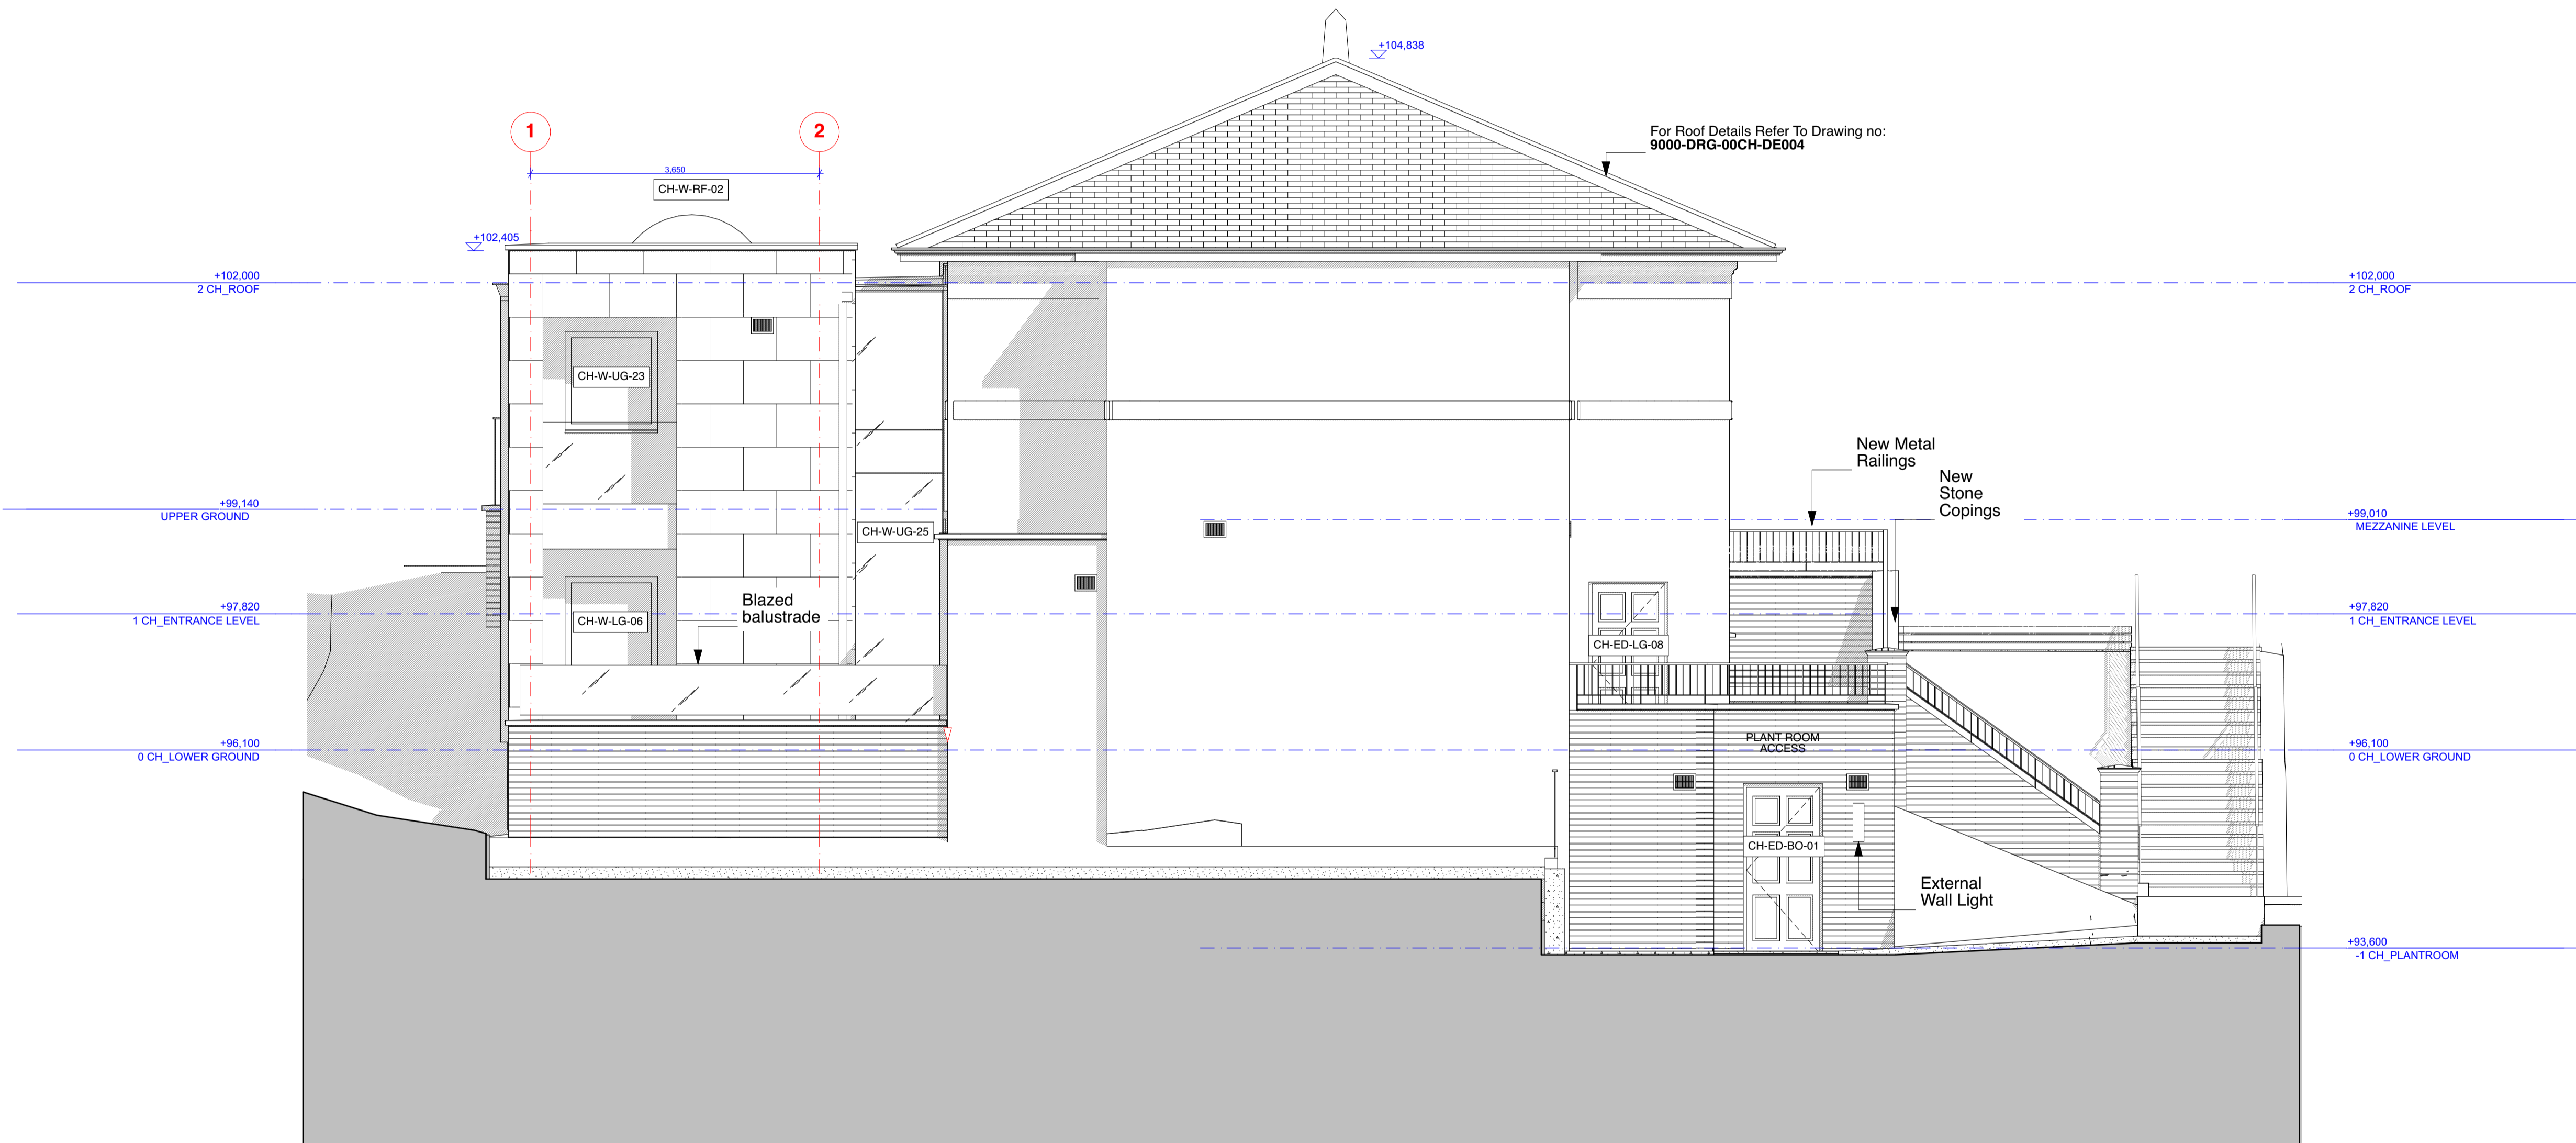 +104,838
1
2
For Roof Details Refer To Drawing no:
9000-DRG-00CH-DE004
3,650
CH-W-RF-02
+102,405
+102,000
2 CH_ROOF
+102,000
2 CH_ROOF
CH-W-UG-23
New Metal
Railings
New
Stone
Copings
+99,140
UPPER GROUND
CH-W-UG-25
+99,010
MEZZANINE LEVEL
Blazed
balustrade
+97,820
1 CH_ENTRANCE LEVEL
CH-W-LG-06
CH-ED-LG-08
+97,820
1 CH_ENTRANCE LEVEL
PLANT ROOM
ACCESS
+96,100
0 CH_LOWER GROUND
+96,100
0 CH_LOWER GROUND
CH-ED-BO-01
External
Wall Light
+93,600
-1 CH_PLANTROOM